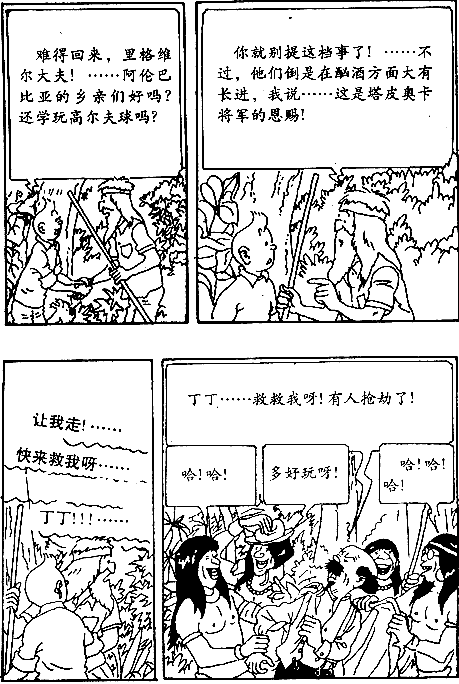 难得回来，里格维
尔大夫！……阿伦巴
比亚的乡亲们好吗？
还学玩高尔夫球吗？
你就别提这档事了！……不
过，他们倒是在酗酒方面大有
长进，我说……这是塔皮奥卡
将军的恩赐！
让我走！……
快来救我呀……
丁丁！！！……
丁丁……救救我呀！有人抢劫了！
哈！哈！
多好玩呀！
哈！哈！
哈！